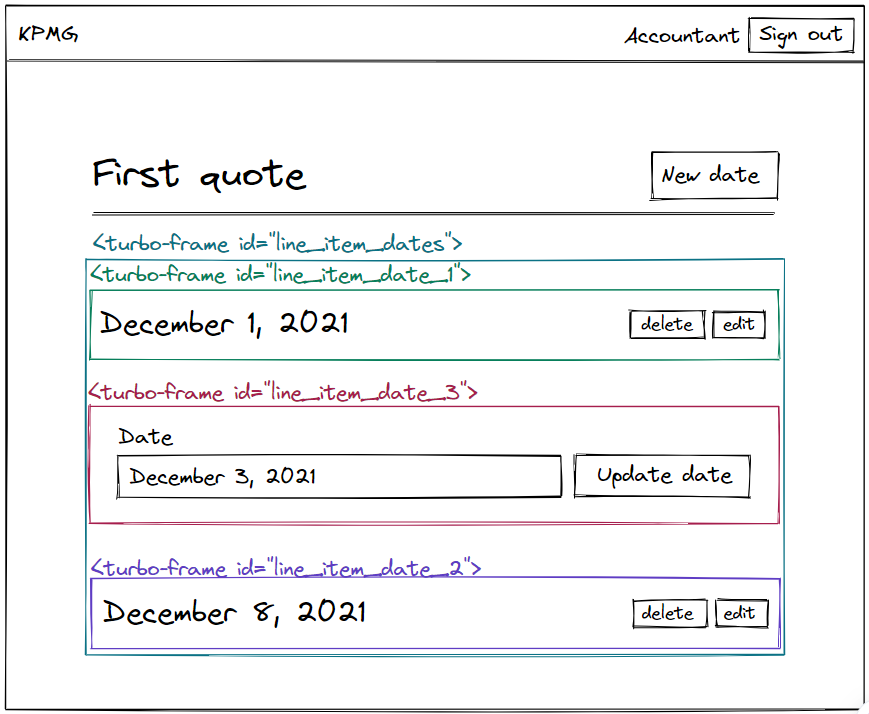 KPMG
Accountant Sign out
First quote New date
<turbo-frame id="line_item_dates">
<turbo-frame id="line_item_date_1">
December 1, 2021 delete edit
<turbo-frame id="line_item_date_3">
Date
December 3, 2021 Update date
<turbo-frame id="line_item_date_2">
December 8, 2021 delete edit